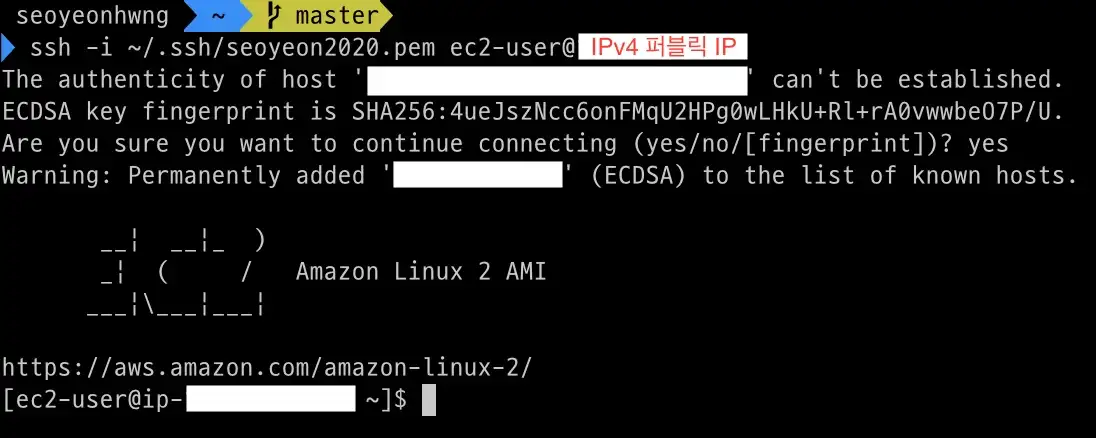 seoyeonhwng ~ master
ssh -i ~/.ssh/seoyeon2020.pem ec2-user@ IPv4 퍼블릭 IP
The authenticity of host '' can't be established.
ECDSA key fingerprint is SHA256:4ueJszNcc6onFMqU2HPg0wLHkU+Rl+rA0vwwbeO7P/U.
Are you sure you want to continue connecting (yes/no/[fingerprint])? yes
Warning: Permanently added '' (ECDSA) to the list of known hosts.
__¦  __¦_  )
_¦  (     /   Amazon Linux 2 AMI
___¦\___¦___¦
https://aws.amazon.com/amazon-linux-2/
[ec2-user@ip- ~]$